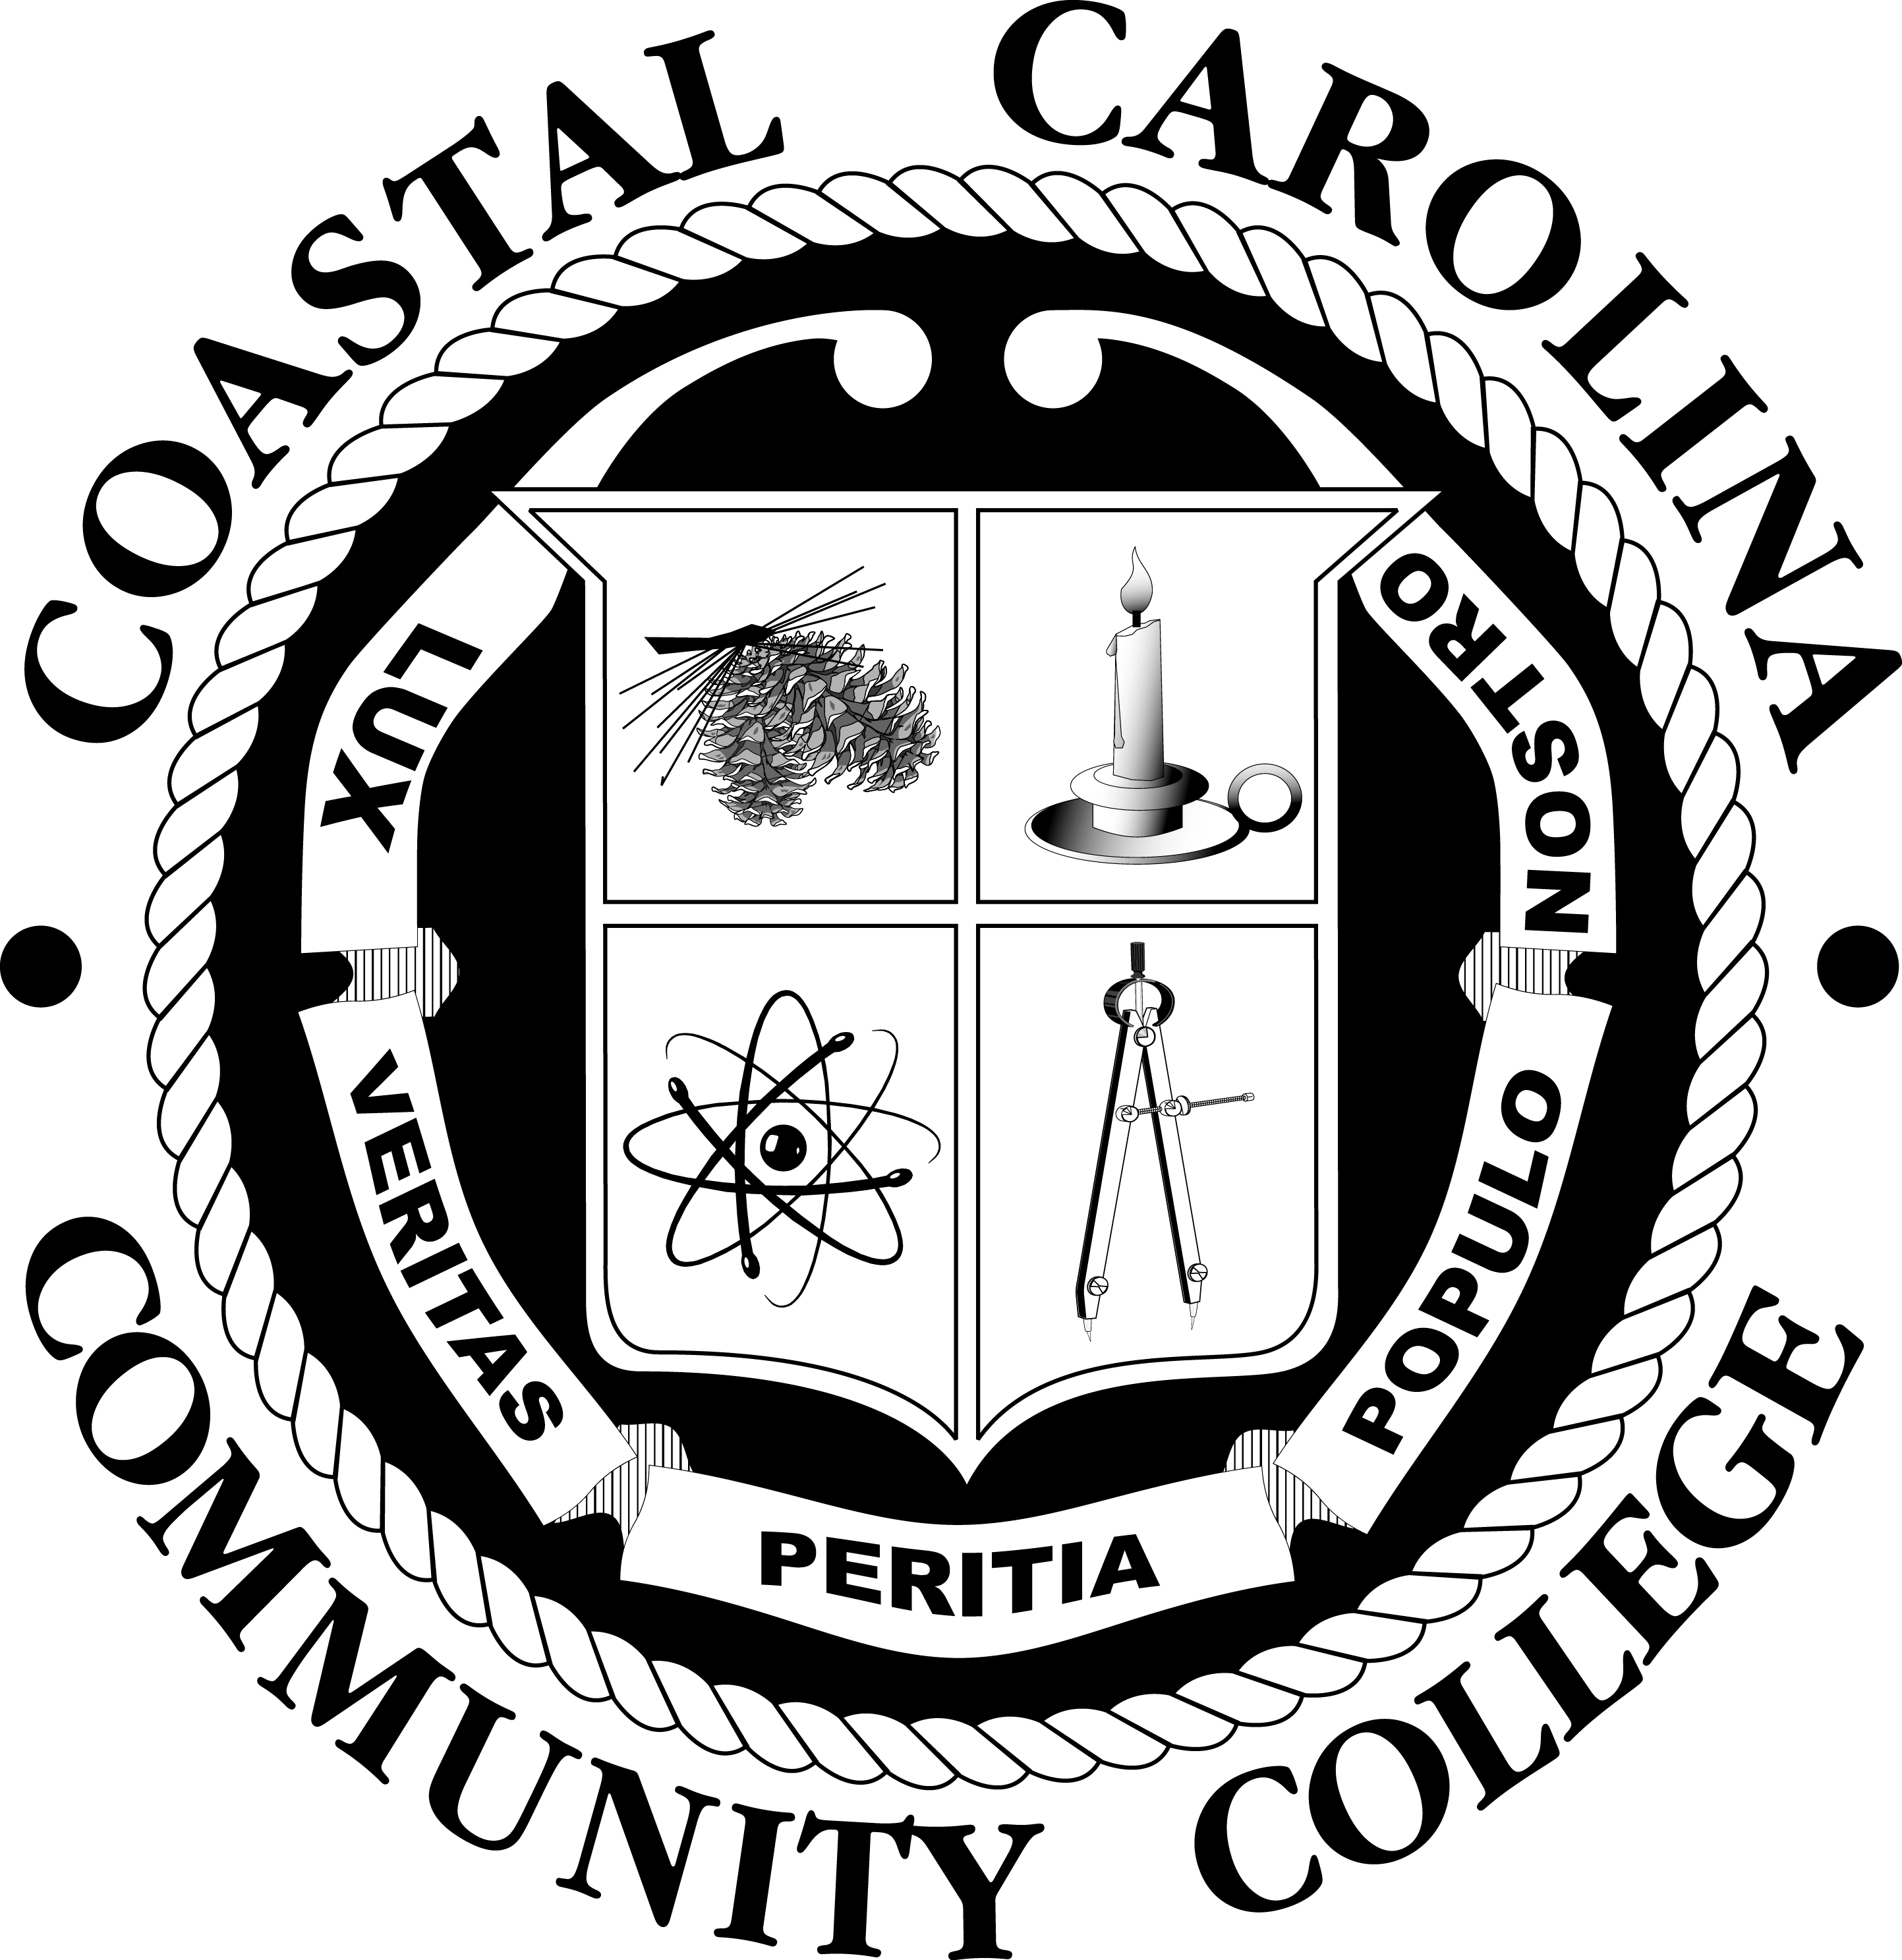 COASTAL CAROLINA
COMMUNITY COLLEGE
LUX
VERITAS
PERITIA
POPULO
NOSTRO